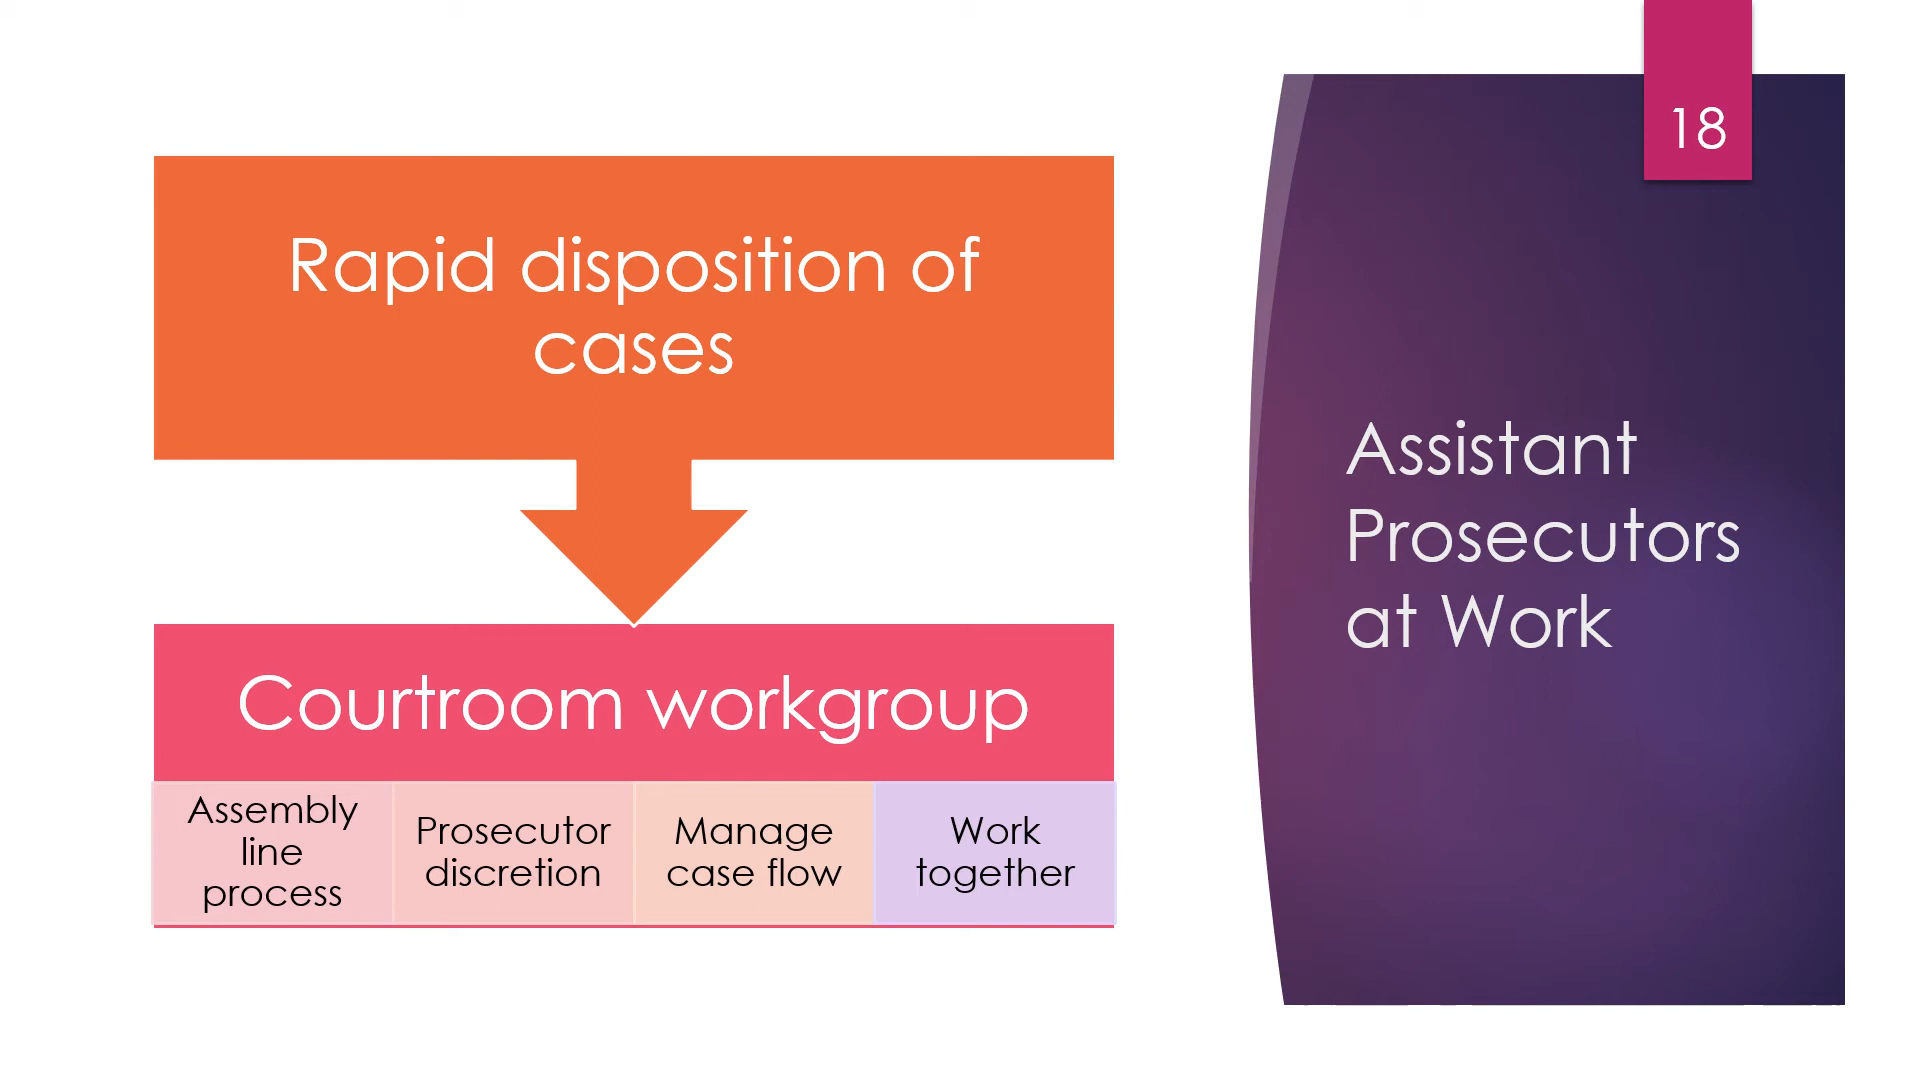 18
Rapid disposition of
cases
Courtroom workgroup
Assembly
line
process
Prosecutor
discretion
Manage
case flow
Work
together
Assistant
Prosecutors
at Work